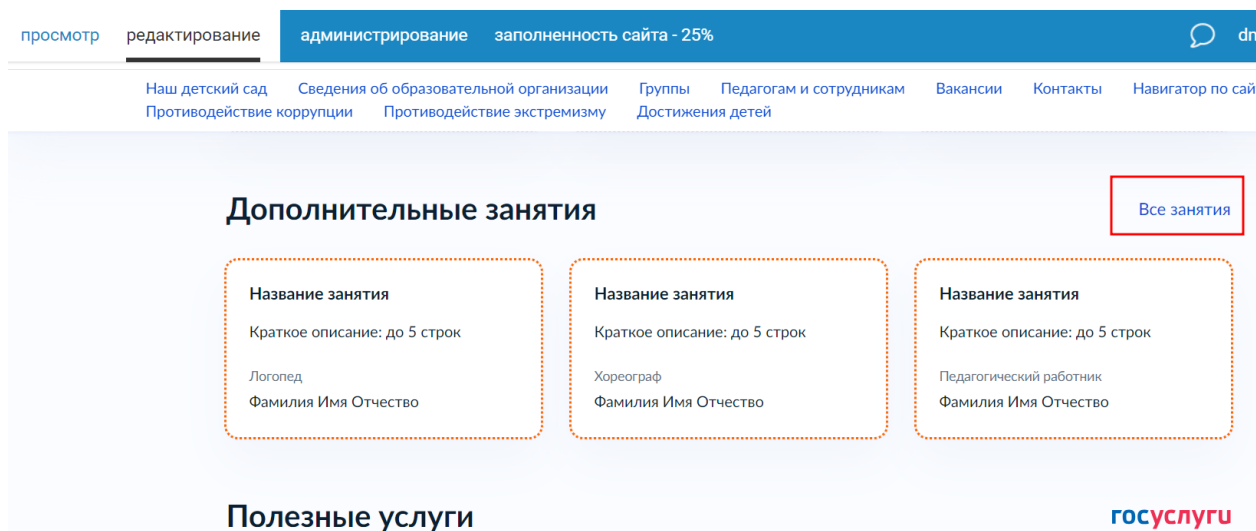 просмотр редактирование администрирование заполненность сайта - 25%
Наш детский сад Сведения об образовательной организации Группы Педагогам и сотрудникам Вакансии Контакты Навигатор по
Противодействие коррупции Противодействие экстремизму Достижения детей
Дополнительные занятия Все занятия
Название занятия Название занятия Название занятия
Краткое описание: до 5 строк Краткое описание: до 5 строк Краткое описание: до 5 строк
Логопед Хореограф Педагогический работник
Фамилия Имя Отчество Фамилия Имя Отчество Фамилия Имя Отчество
Полезные услуги госуслуги